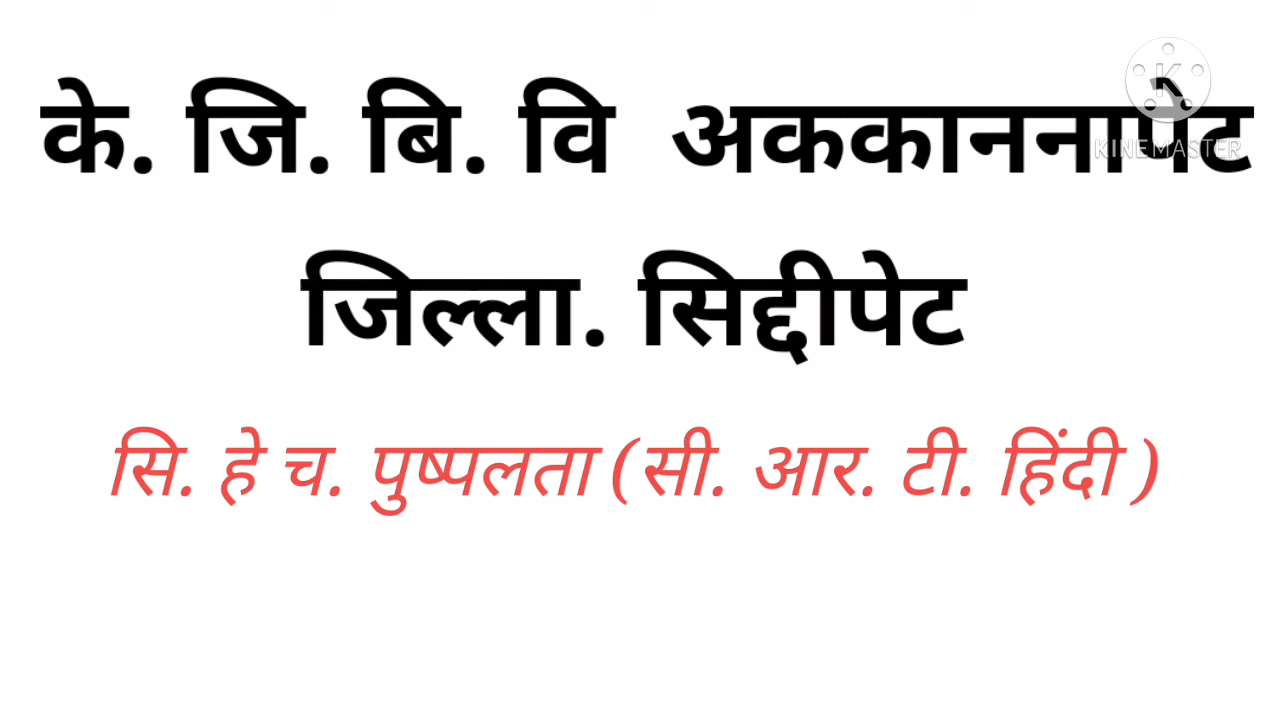 के. जि. बि. वि अककाननापेट
KINEMASTER
जिल्ला. सिद्दीपेट
सि. हे च. पुष्पलता (सी. आर. टी. हिंदी )